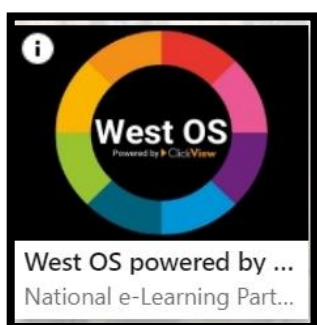 i
West OS
Powered by ClickView
West OS powered by ...
National e-Learning Part...